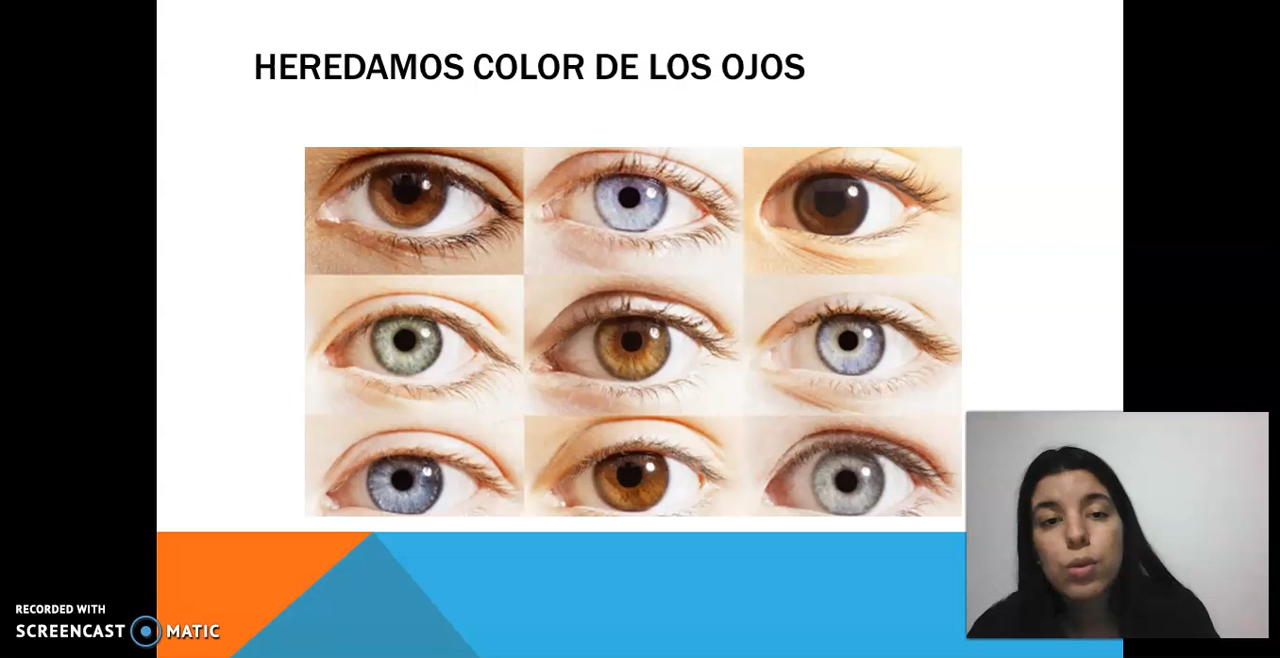 HEREDAMOS COLOR DE LOS OJOS
RECORDED WITH
SCREENCAST MATIC